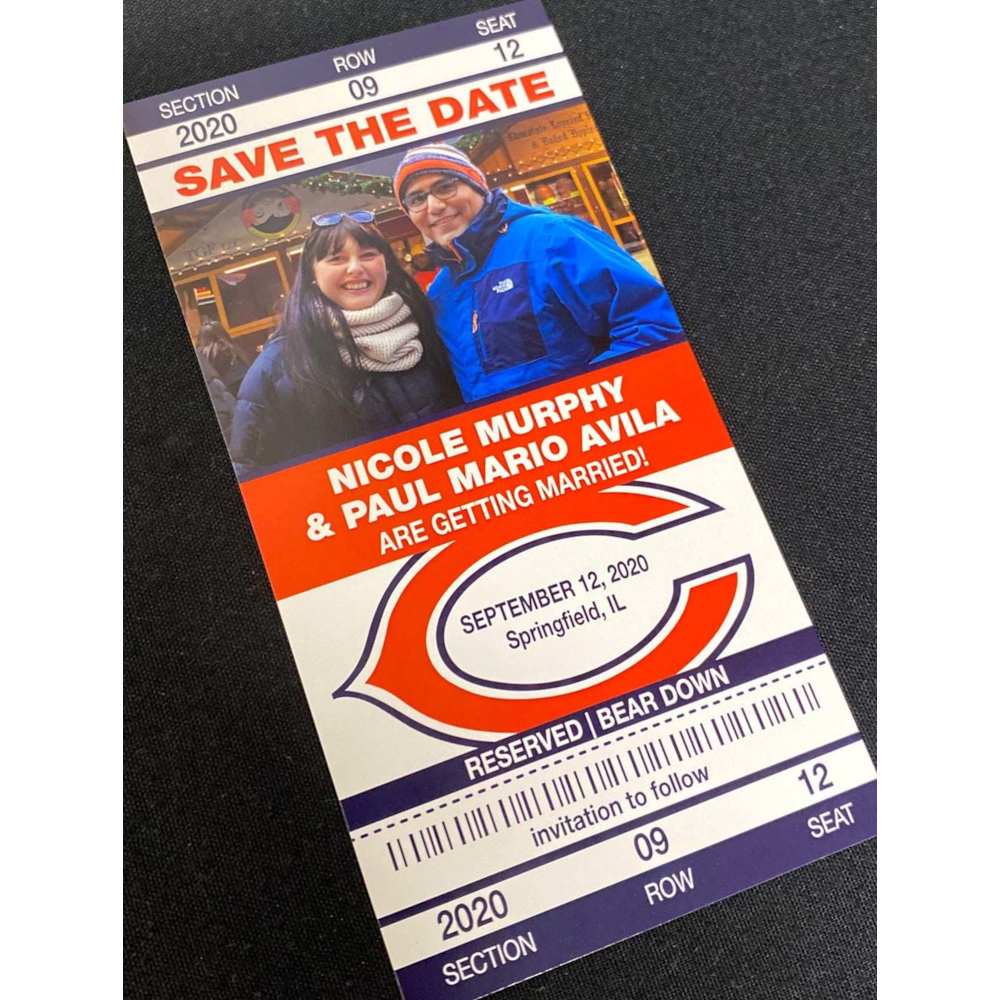 SECTION ROW SEAT
2020 09 12
SAVE THE DATE
NICOLE MURPHY
& PAUL MARIO AVILA
ARE GETTING MARRIED!
SEPTEMBER 12, 2020
Springfield, IL
RESERVED | BEAR DOWN
invitation to follow
2020 09 12
SECTION ROW SEAT